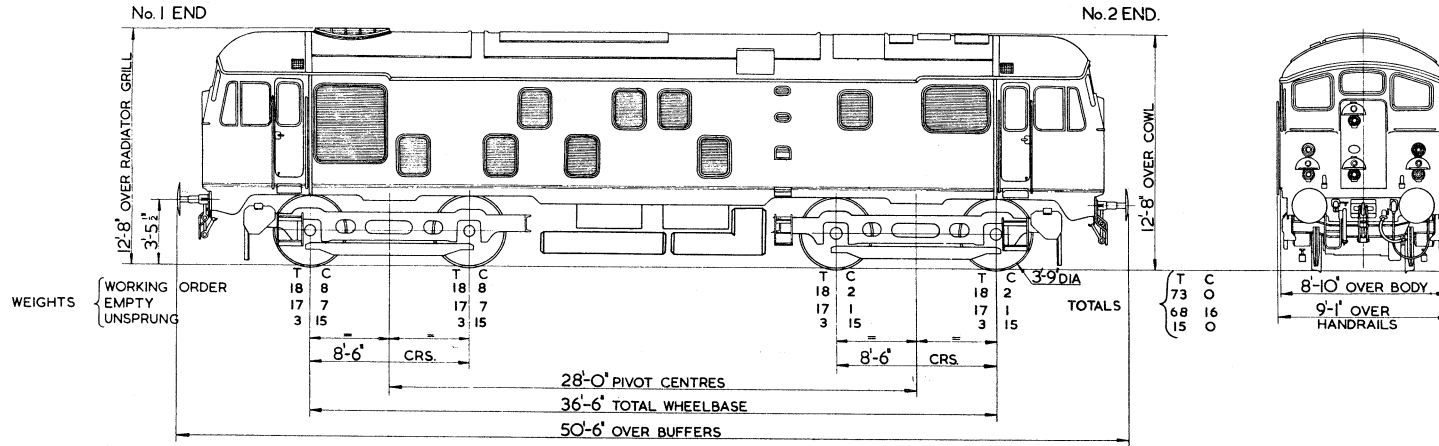 No. 1 END
No. 2 END.
12'-8" OVER RADIATOR GRILL
3'-5½"
12'-8" OVER COWL
3'-9" DIA
WEIGHTS
WORKING ORDER
EMPTY
UNSPRUNG
T C
18 8
17 7
3 15
T C
18 8
17 7
3 15
T C
18 2
17 1
3 15
T C
18 2
17 1
3 15
TOTALS
T C
73 0
68 16
15 0
8'-10" OVER BODY
9'-1" OVER
HANDRAILS
= =
8'-6" CRS.
= =
8'-6" CRS.
28'-0" PIVOT CENTRES
36'-6" TOTAL WHEELBASE
50'-6" OVER BUFFERS